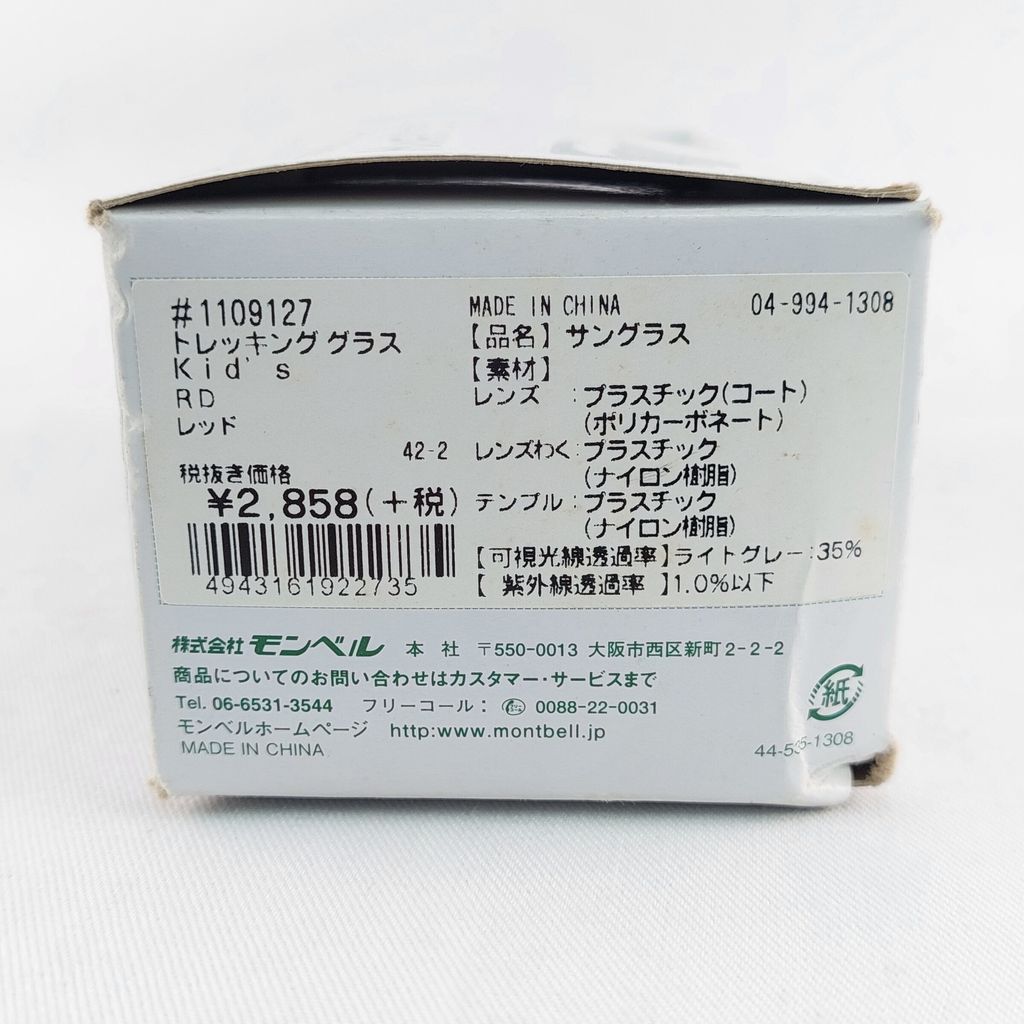 #1109127
トレッキング グラス
Kid's
RD
レッド
42-2
税抜き価格
¥2,858(+税)
4943161922735
MADE IN CHINA 04-994-1308
【品名】サングラス
【素材】
レンズ :プラスチック(コート)
(ポリカーボネート)
レンズわく:プラスチック
(ナイロン樹脂)
テンプル:プラスチック
(ナイロン樹脂)
【可視光線透過率】ライトグレー:35%
【 紫外線透過率 】1.0%以下
株式会社 モンベル 本 社 〒550-0013 大阪市西区新町2-2-2
商品についてのお問い合わせはカスタマー・サービスまで
Tel. 06-6531-3544 フリーコール: 0088-22-0031
モンベルホームページ http:www.montbell.jp
MADE IN CHINA
紙
44-535-1308